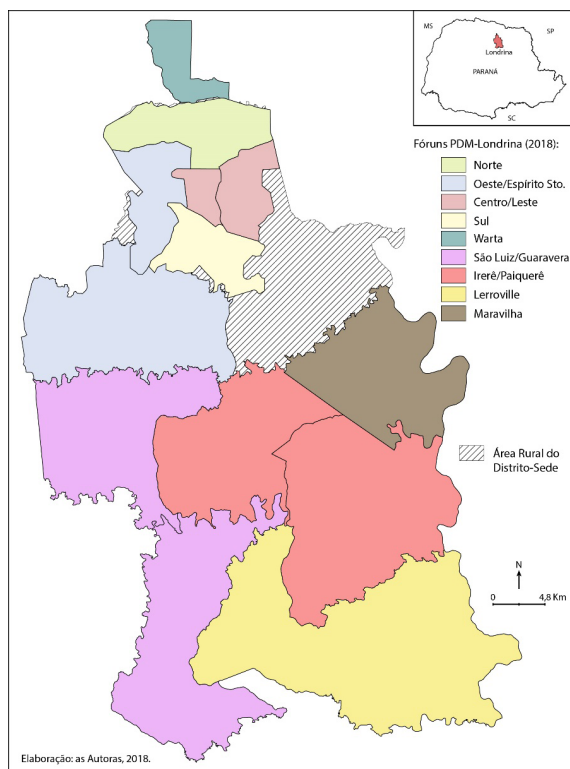 MS
SP
Londrina
PARANÁ
SC
Fóruns PDM-Londrina (2018):
Norte
Oeste/Espírito Sto.
Centro/Leste
Sul
Warta
São Luiz/Guaravera
Irerê/Paiquerê
Lerroville
Maravilha
Área Rural do
Distrito-Sede
N
0 4,8 Km
Elaboração: as Autoras, 2018.